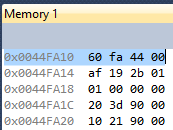 Memory 1
0x0044FA10 60 fa 44 00
0x0044FA14 af 19 2b 01
0x0044FA18 01 00 00 00
0x0044FA1C 20 3d 90 00
0x0044FA20 10 21 90 00